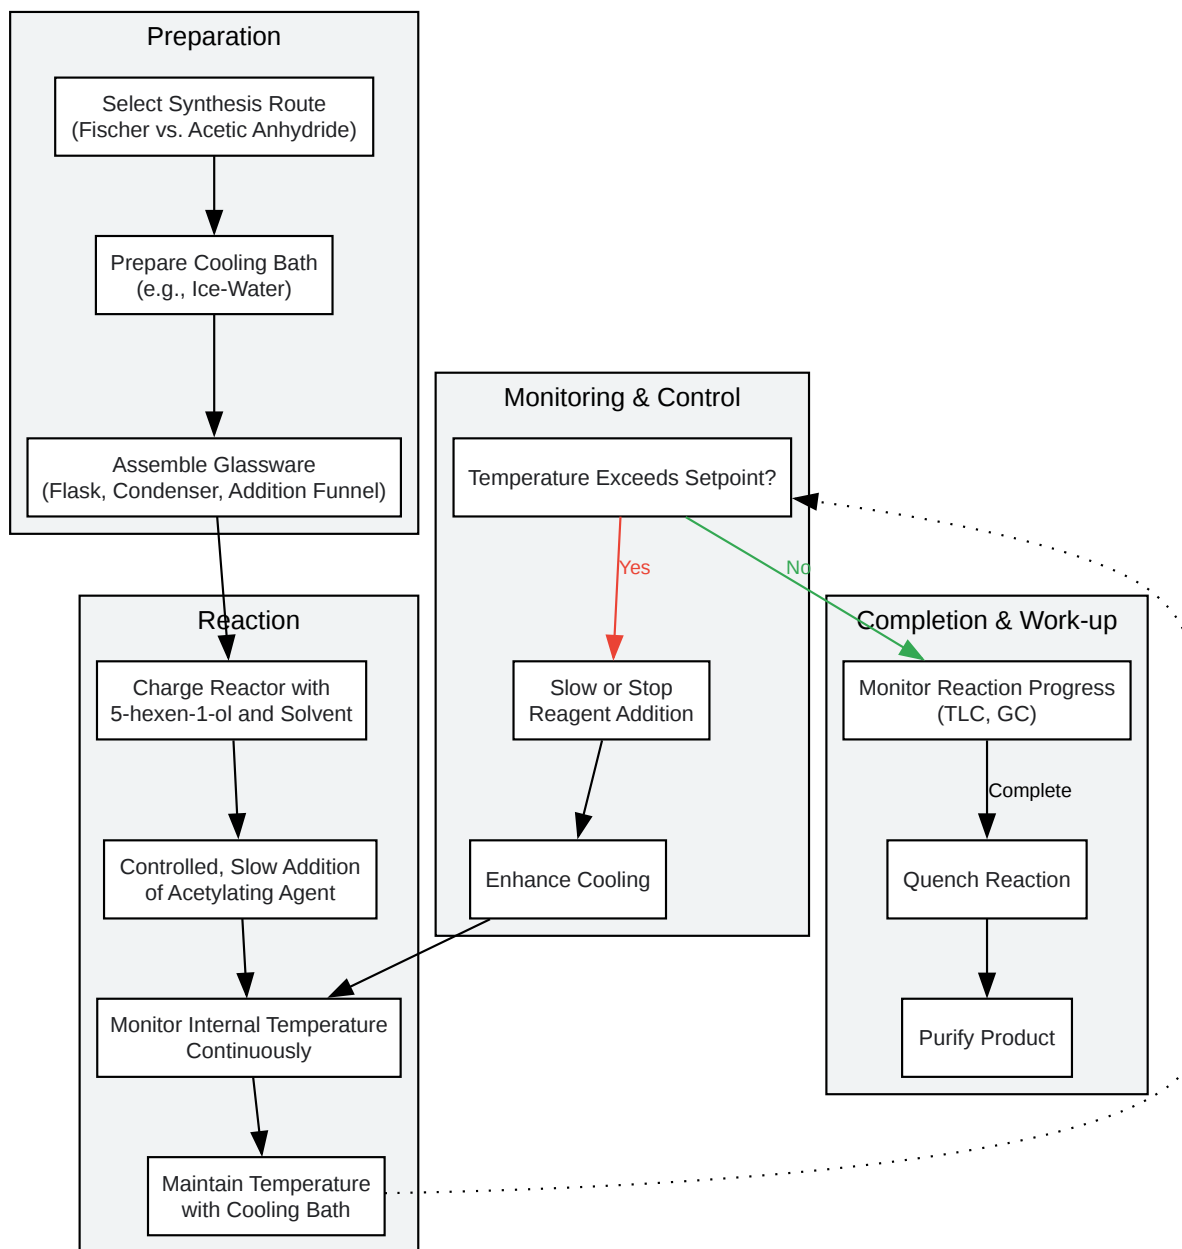 Preparation
Select Synthesis Route
(Fischer vs. Acetic Anhydride)
Prepare Cooling Bath
(e.g., Ice-Water)
Assemble Glassware
(Flask, Condenser, Addition Funnel)
Monitoring & Control
Temperature Exceeds Setpoint?
Yes
No
Slow or Stop
Reagent Addition
Enhance Cooling
Reaction
Charge Reactor with
5-hexen-1-ol and Solvent
Controlled, Slow Addition
of Acetylating Agent
Monitor Internal Temperature
Continuously
Maintain Temperature
with Cooling Bath
Completion & Work-up
Monitor Reaction Progress
(TLC, GC)
Complete
Quench Reaction
Purify Product